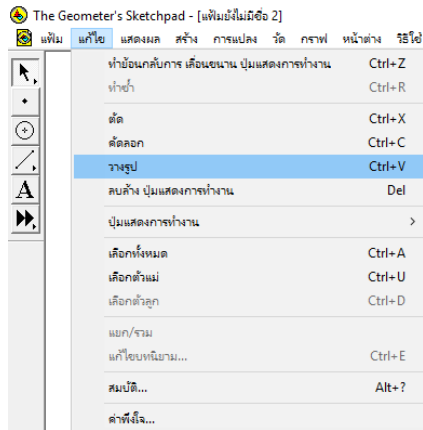 The Geometer's Sketchpad - [แฟ้มยังไม่มีชื่อ 2]
แฟ้ม แก้ไข แสดงผล สร้าง การแปลง วัด กราฟ หน้าต่าง วิธีใช้
ทำย้อนกลับการ เลื่อนขนาน ปุ่มแสดงการทำงาน Ctrl+Z
ทำซ้ำ Ctrl+R
ตัด Ctrl+X
คัดลอก Ctrl+C
วางรูป Ctrl+V
ลบล้าง ปุ่มแสดงการทำงาน Del
ปุ่มแสดงการทำงาน >
เลือกทั้งหมด Ctrl+A
เลือกตัวแม่ Ctrl+U
เลือกตัวลูก Ctrl+D
แยก/รวม
แก้ไขบทนิยาม... Ctrl+E
สมบัติ... Alt+?
ค่าพึงใจ...
A